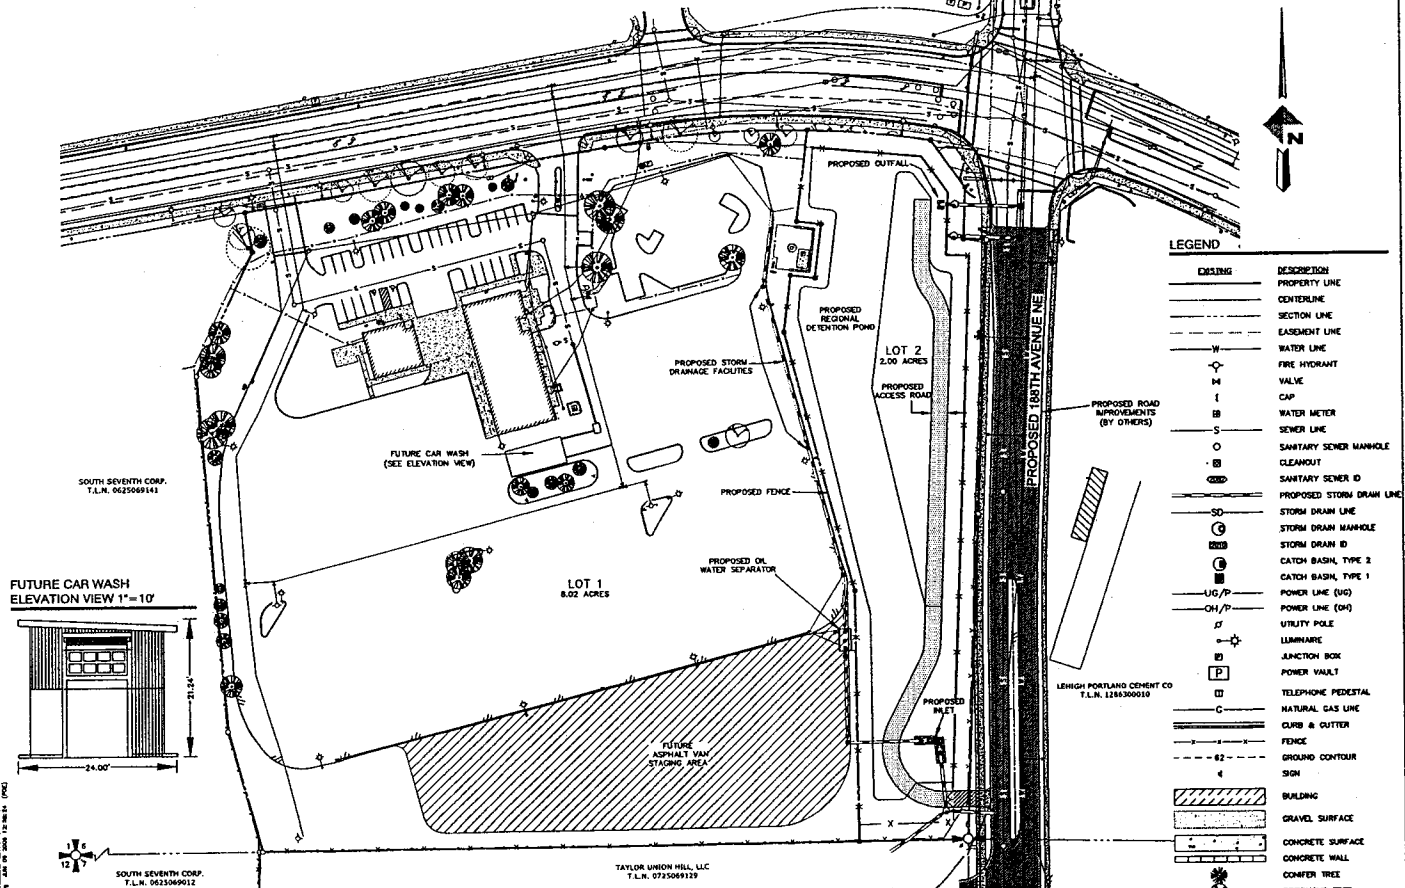 PROPOSED OUTFALL
N
LEGEND
EXISTING
DESCRIPTION
PROPERTY LINE
CENTERLINE
SECTION LINE
EASEMENT LINE
W
WATER LINE
FIRE HYDRANT
VALVE
CAP
WATER METER
S
SEWER LINE
SANITARY SEWER MANHOLE
CLEANOUT
SANITARY SEWER ID
PROPOSED STORM DRAIN LINE
SD
STORM DRAIN LINE
STORM DRAIN MANHOLE
STORM DRAIN ID
CATCH BASIN, TYPE 2
CATCH BASIN, TYPE 1
UG/P
POWER LINE (UG)
OH/P
POWER LINE (OH)
UTILITY POLE
LUMINAIRE
JUNCTION BOX
P
POWER VAULT
TELEPHONE PEDESTAL
G
NATURAL GAS LINE
CURB & GUTTER
FENCE
62
GROUND CONTOUR
SIGN
BUILDING
GRAVEL SURFACE
CONCRETE SURFACE
CONCRETE WALL
CONIFER TREE
PROPOSED
REGIONAL
DETENTION POND
LOT 2
2.00 ACRES
PROPOSED STORM
DRAINAGE FACILITIES
PROPOSED
ACCESS ROAD
PROPOSED 188TH AVENUE NE
PROPOSED ROAD
IMPROVEMENTS
(BY OTHERS)
FUTURE CAR WASH
(SEE ELEVATION VIEW)
SOUTH SEVENTH CORP.
T.L.N. 0625069141
PROPOSED FENCE
PROPOSED OIL
WATER SEPARATOR
LOT 1
8.02 ACRES
FUTURE CAR WASH
ELEVATION VIEW 1"=10'
21.24'
24.00'
LEHIGH PORTLAND CEMENT CO
T.L.N. 1286300010
PROPOSED
INLET
FUTURE
ASPHALT VAN
STAGING AREA
1 6
12 7
SOUTH SEVENTH CORP.
T.L.N. 0625069012
TAYLOR UNION HILL, LLC
T.L.N. 0725069129